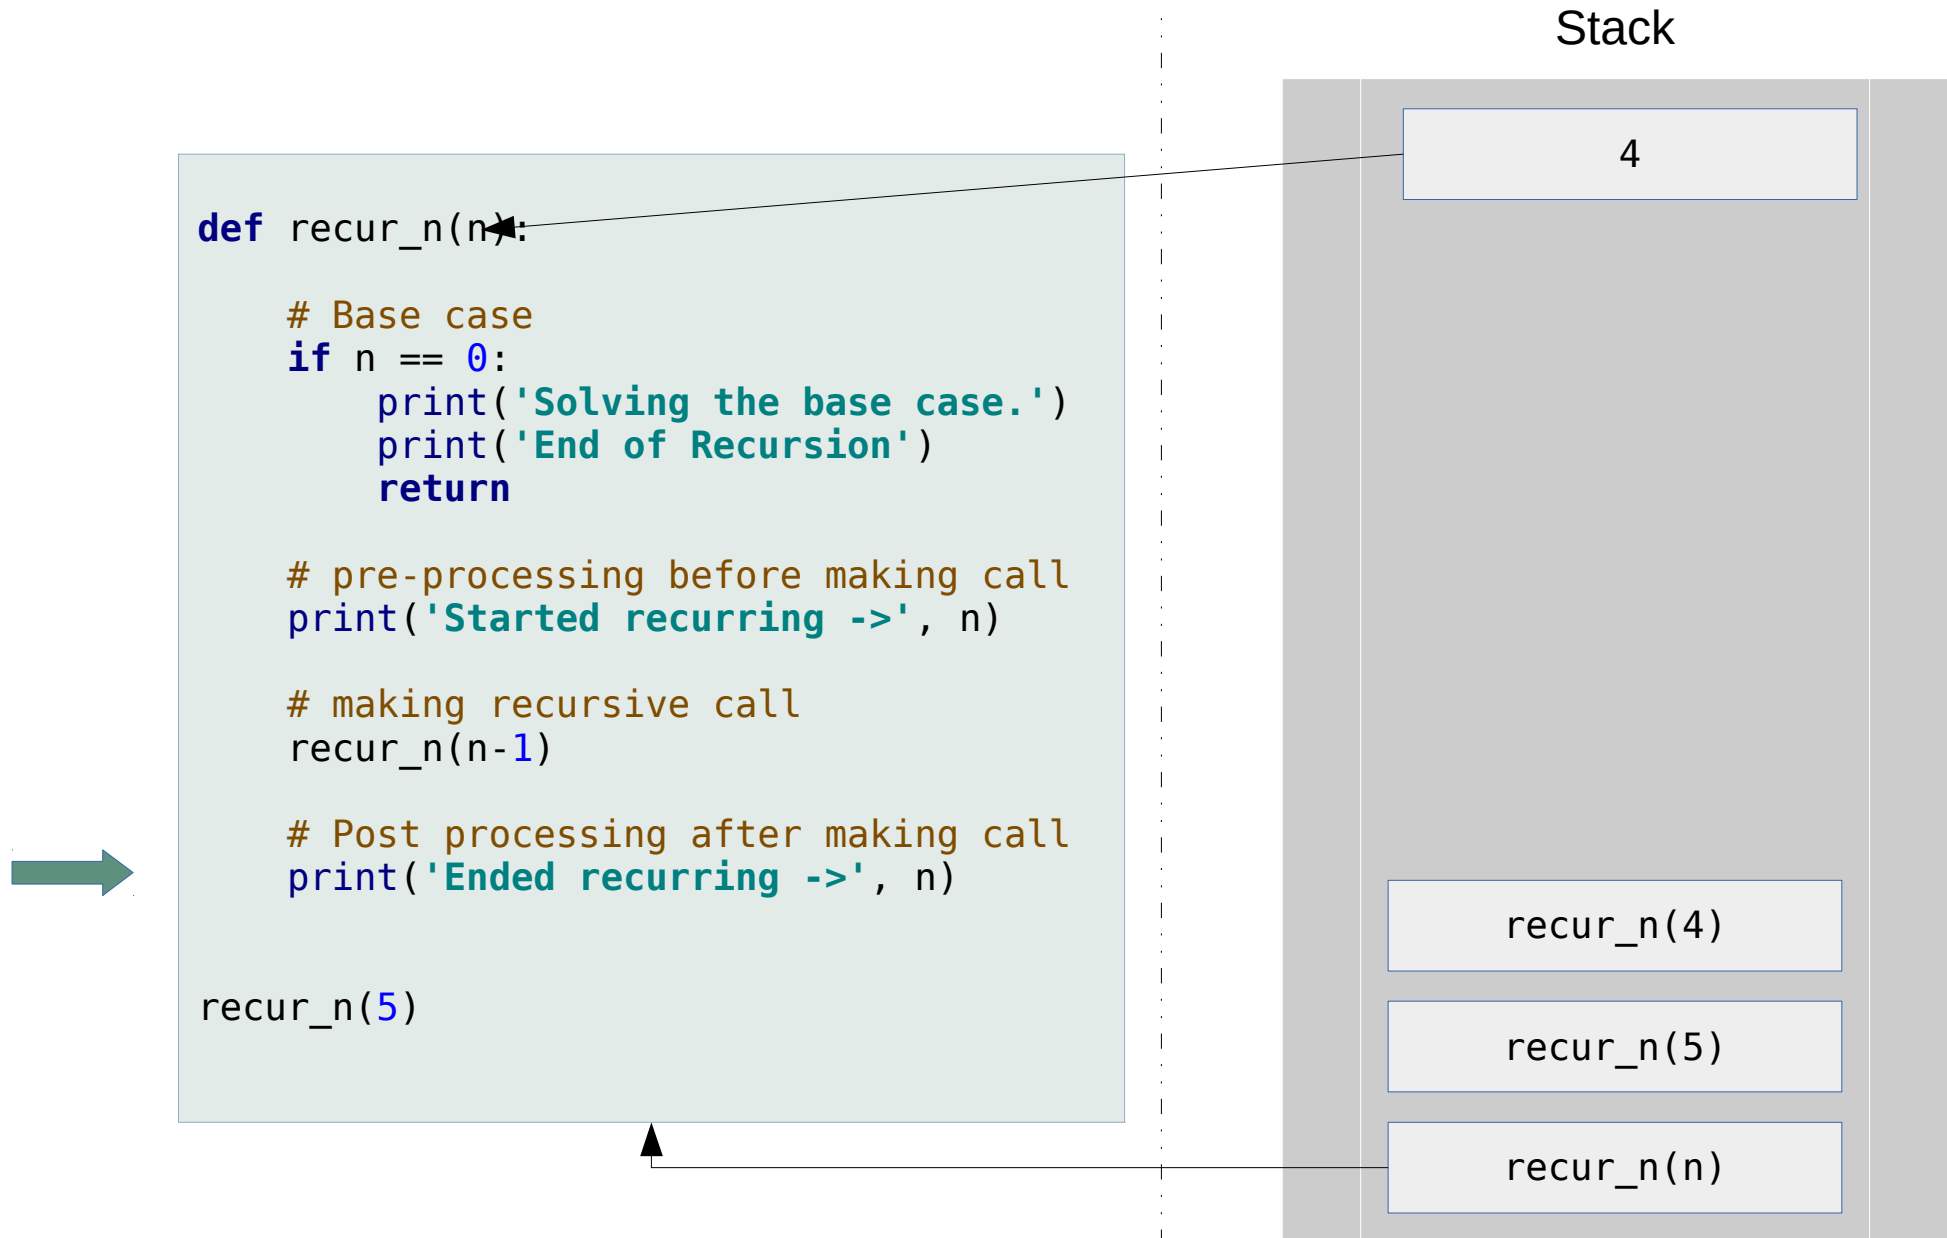 Stack
4
def recur_n(n):
# Base case
if n == 0:
print('Solving the base case.')
print('End of Recursion')
return
# pre-processing before making call
print('Started recurring ->', n)
# making recursive call
recur_n(n-1)
# Post processing after making call
print('Ended recurring ->', n)
recur_n(5)
recur_n(4)
recur_n(5)
recur_n(n)